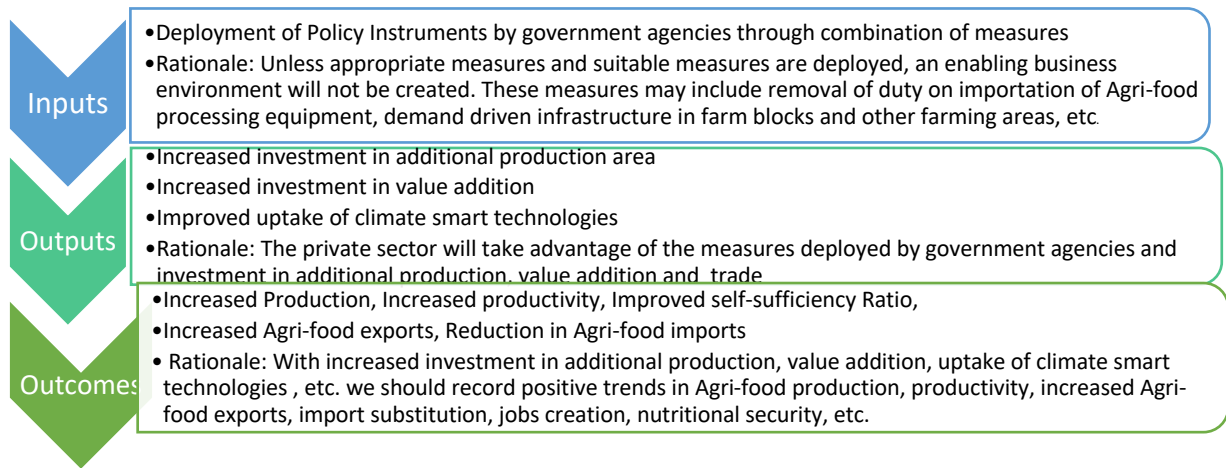 Inputs
•Deployment of Policy Instruments by government agencies through combination of measures
•Rationale: Unless appropriate measures and suitable measures are deployed, an enabling business
environment will not be created. These measures may include removal of duty on importation of Agri-food
processing equipment, demand driven infrastructure in farm blocks and other farming areas, etc.
Outputs
•Increased investment in additional production area
•Increased investment in value addition
•Improved uptake of climate smart technologies
•Rationale: The private sector will take advantage of the measures deployed by government agencies and
investment in additional production, value addition and trade
Outcomes
•Increased Production, Increased productivity, Improved self-sufficiency Ratio,
•Increased Agri-food exports, Reduction in Agri-food imports
• Rationale: With increased investment in additional production, value addition, uptake of climate smart
technologies , etc. we should record positive trends in Agri-food production, productivity, increased Agri-
food exports, import substitution, jobs creation, nutritional security, etc.